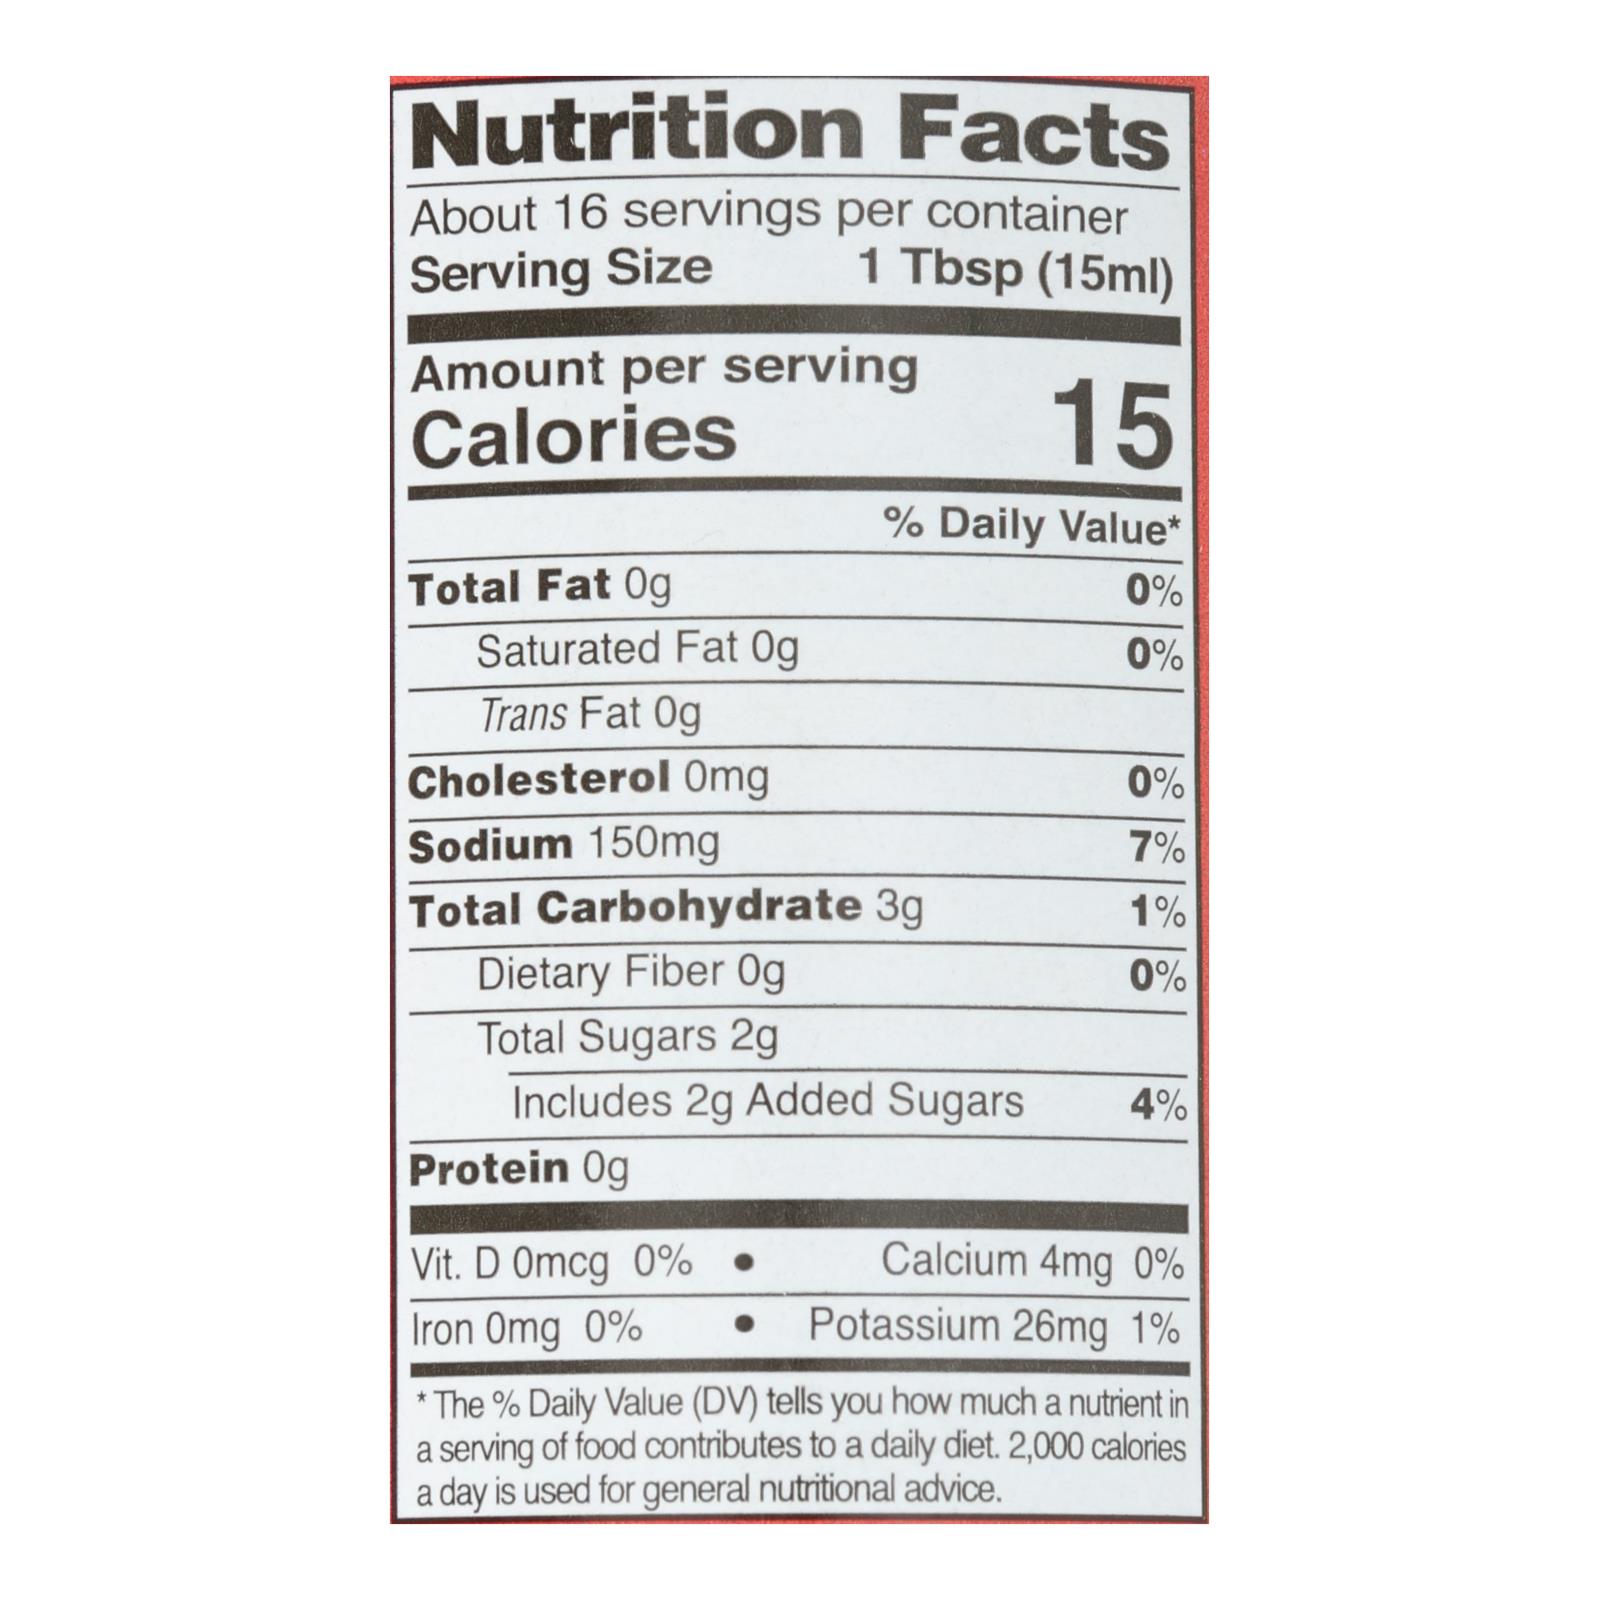 Nutrition Facts
About 16 servings per container
Serving Size 1 Tbsp (15ml)
Amount per serving
Calories 15
% Daily Value*
Total Fat 0g 0%
Saturated Fat 0g 0%
Trans Fat 0g
Cholesterol 0mg 0%
Sodium 150mg 7%
Total Carbohydrate 3g 1%
Dietary Fiber 0g 0%
Total Sugars 2g
Includes 2g Added Sugars 4%
Protein 0g
Vit. D 0mcg 0% • Calcium 4mg 0%
Iron 0mg 0% • Potassium 26mg 1%
* The % Daily Value (DV) tells you how much a nutrient in
a serving of food contributes to a daily diet. 2,000 calories
a day is used for general nutritional advice.